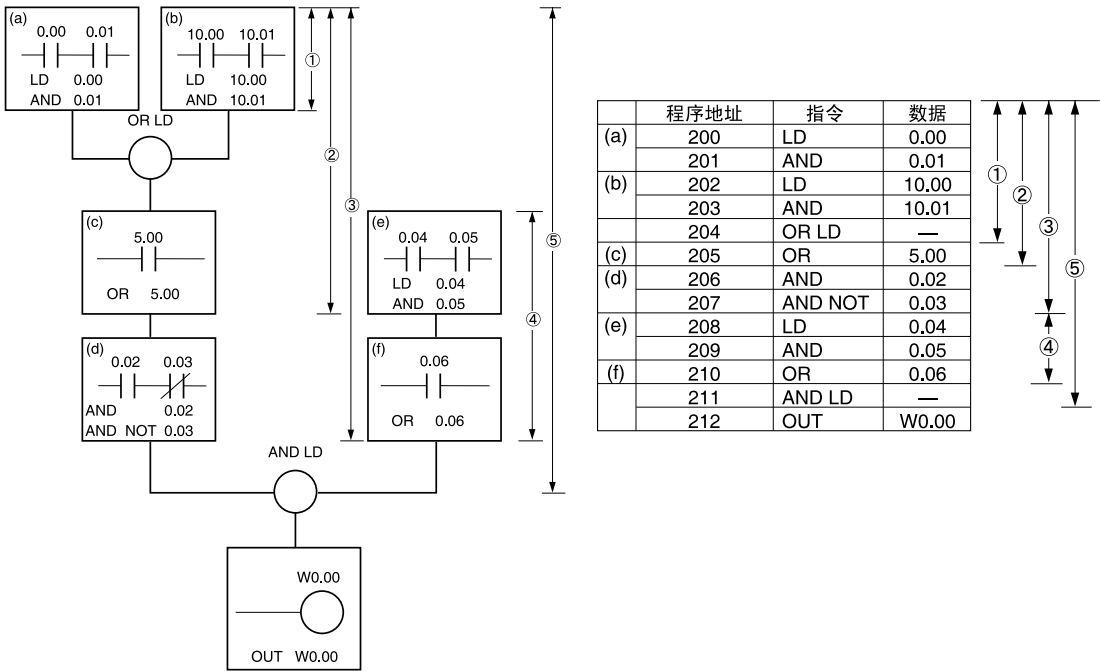 (a)
0.00 0.01
LD 0.00
AND 0.01
(b)
10.00 10.01
LD 10.00
AND 10.01
①
OR LD
②
③
⑤
(c)
5.00
OR 5.00
(e)
0.04 0.05
LD 0.04
AND 0.05
④
(d)
0.02 0.03
AND 0.02
AND NOT 0.03
(f)
0.06
OR 0.06
AND LD
W0.00
OUT W0.00
程序地址 指令 数据
(a) 200 LD 0.00
201 AND 0.01
(b) 202 LD 10.00
203 AND 10.01
204 OR LD —
(c) 205 OR 5.00
(d) 206 AND 0.02
207 AND NOT 0.03
(e) 208 LD 0.04
209 AND 0.05
(f) 210 OR 0.06
211 AND LD —
212 OUT W0.00
①
②
③
⑤
④